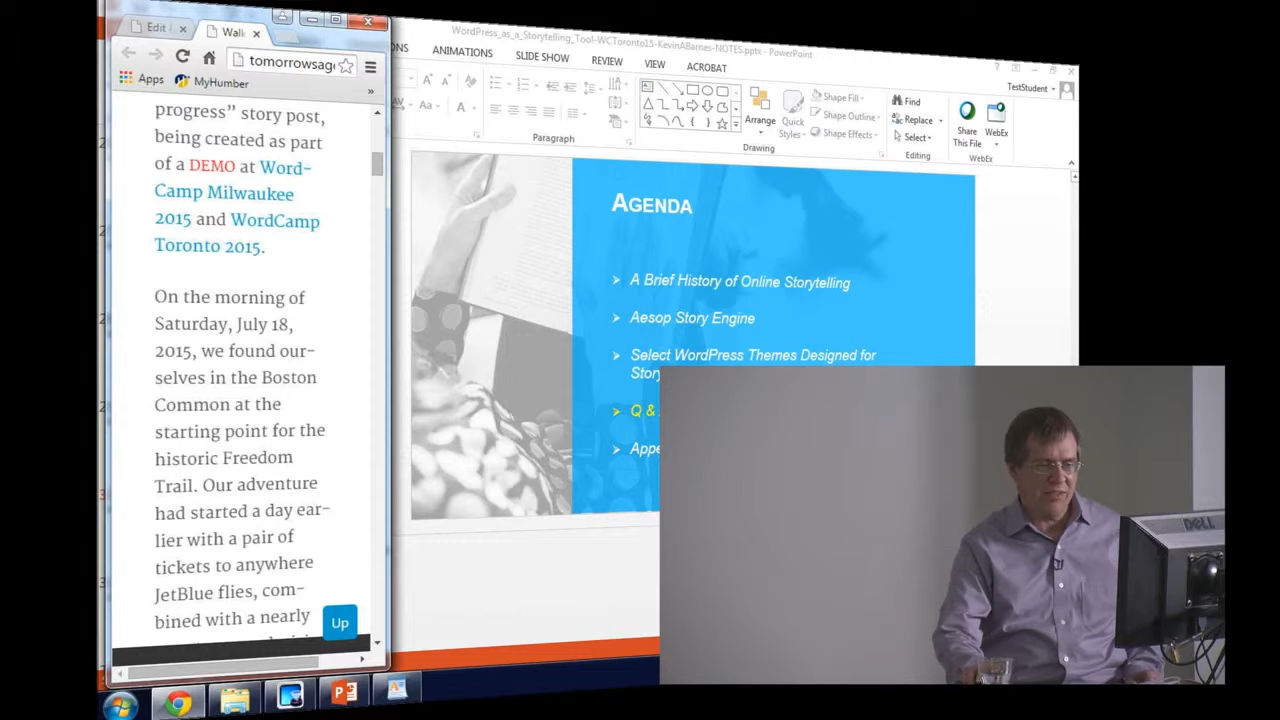 Edit
Walk
tomorrowsage
Apps
MyHumber
»
progress” story post,
being created as part
of a DEMO at Word-
Camp Milwaukee
2015 and WordCamp
Toronto 2015.
On the morning of
Saturday, July 18,
2015, we found our-
selves in the Boston
Common at the
starting point for the
historic Freedom
Trail. Our adventure
had started a day ear-
lier with a pair of
tickets to anywhere
JetBlue flies, com-
bined with a nearly
Up
WordPress_as_a_Storytelling_Tool-WCToronto15-KevinABarnes-NOTES.pptx - PowerPoint
ONS ANIMATIONS SLIDE SHOW REVIEW VIEW ACROBAT
TestStudent
Aa
A
Paragraph
Arrange
Quick
Styles
Shape Fill
Shape Outline
Shape Effects
Drawing
Find
Replace
Select
Editing
Share
This File
WebEx
WebEx
AGENDA
A Brief History of Online Storytelling
Aesop Story Engine
Select WordPress Themes Designed for
Story
Q &
Appe
DELL